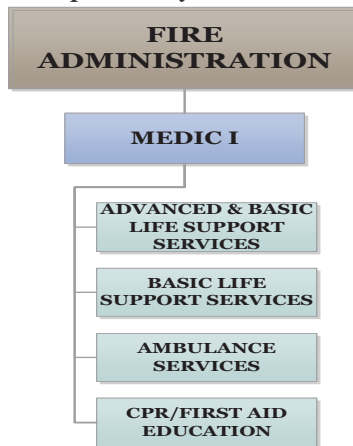 FIRE
ADMINISTRATION
MEDIC I
ADVANCED & BASIC
LIFE SUPPORT
SERVICES
BASIC LIFE
SUPPORT SERVICES
AMBULANCE
SERVICES
CPR/FIRST AID
EDUCATION